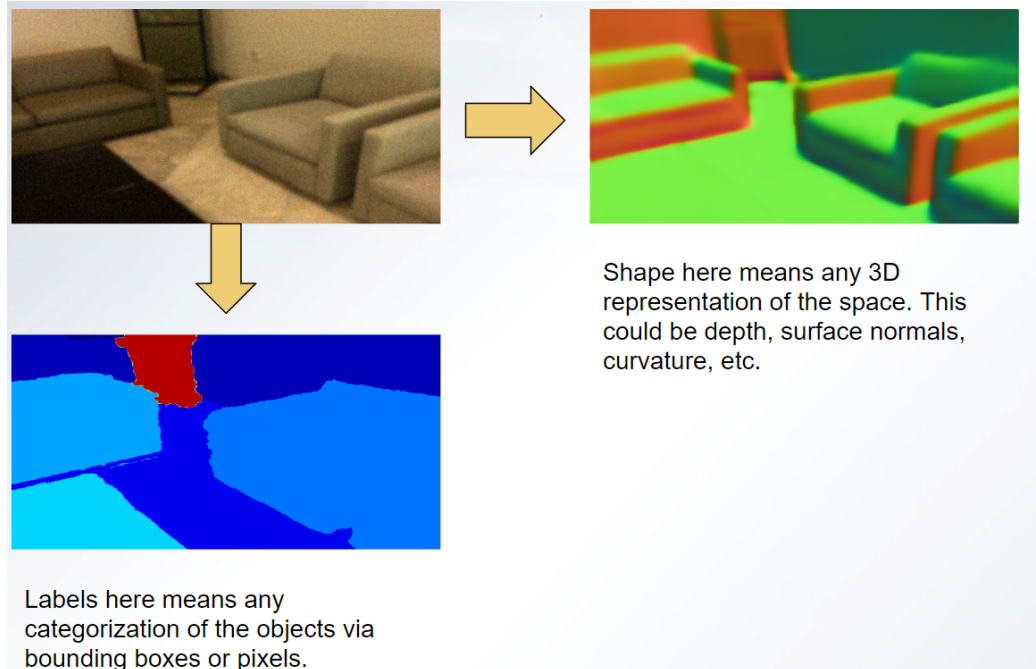 Shape here means any 3D
representation of the space. This
could be depth, surface normals,
curvature, etc.
Labels here means any
categorization of the objects via
bounding boxes or pixels.